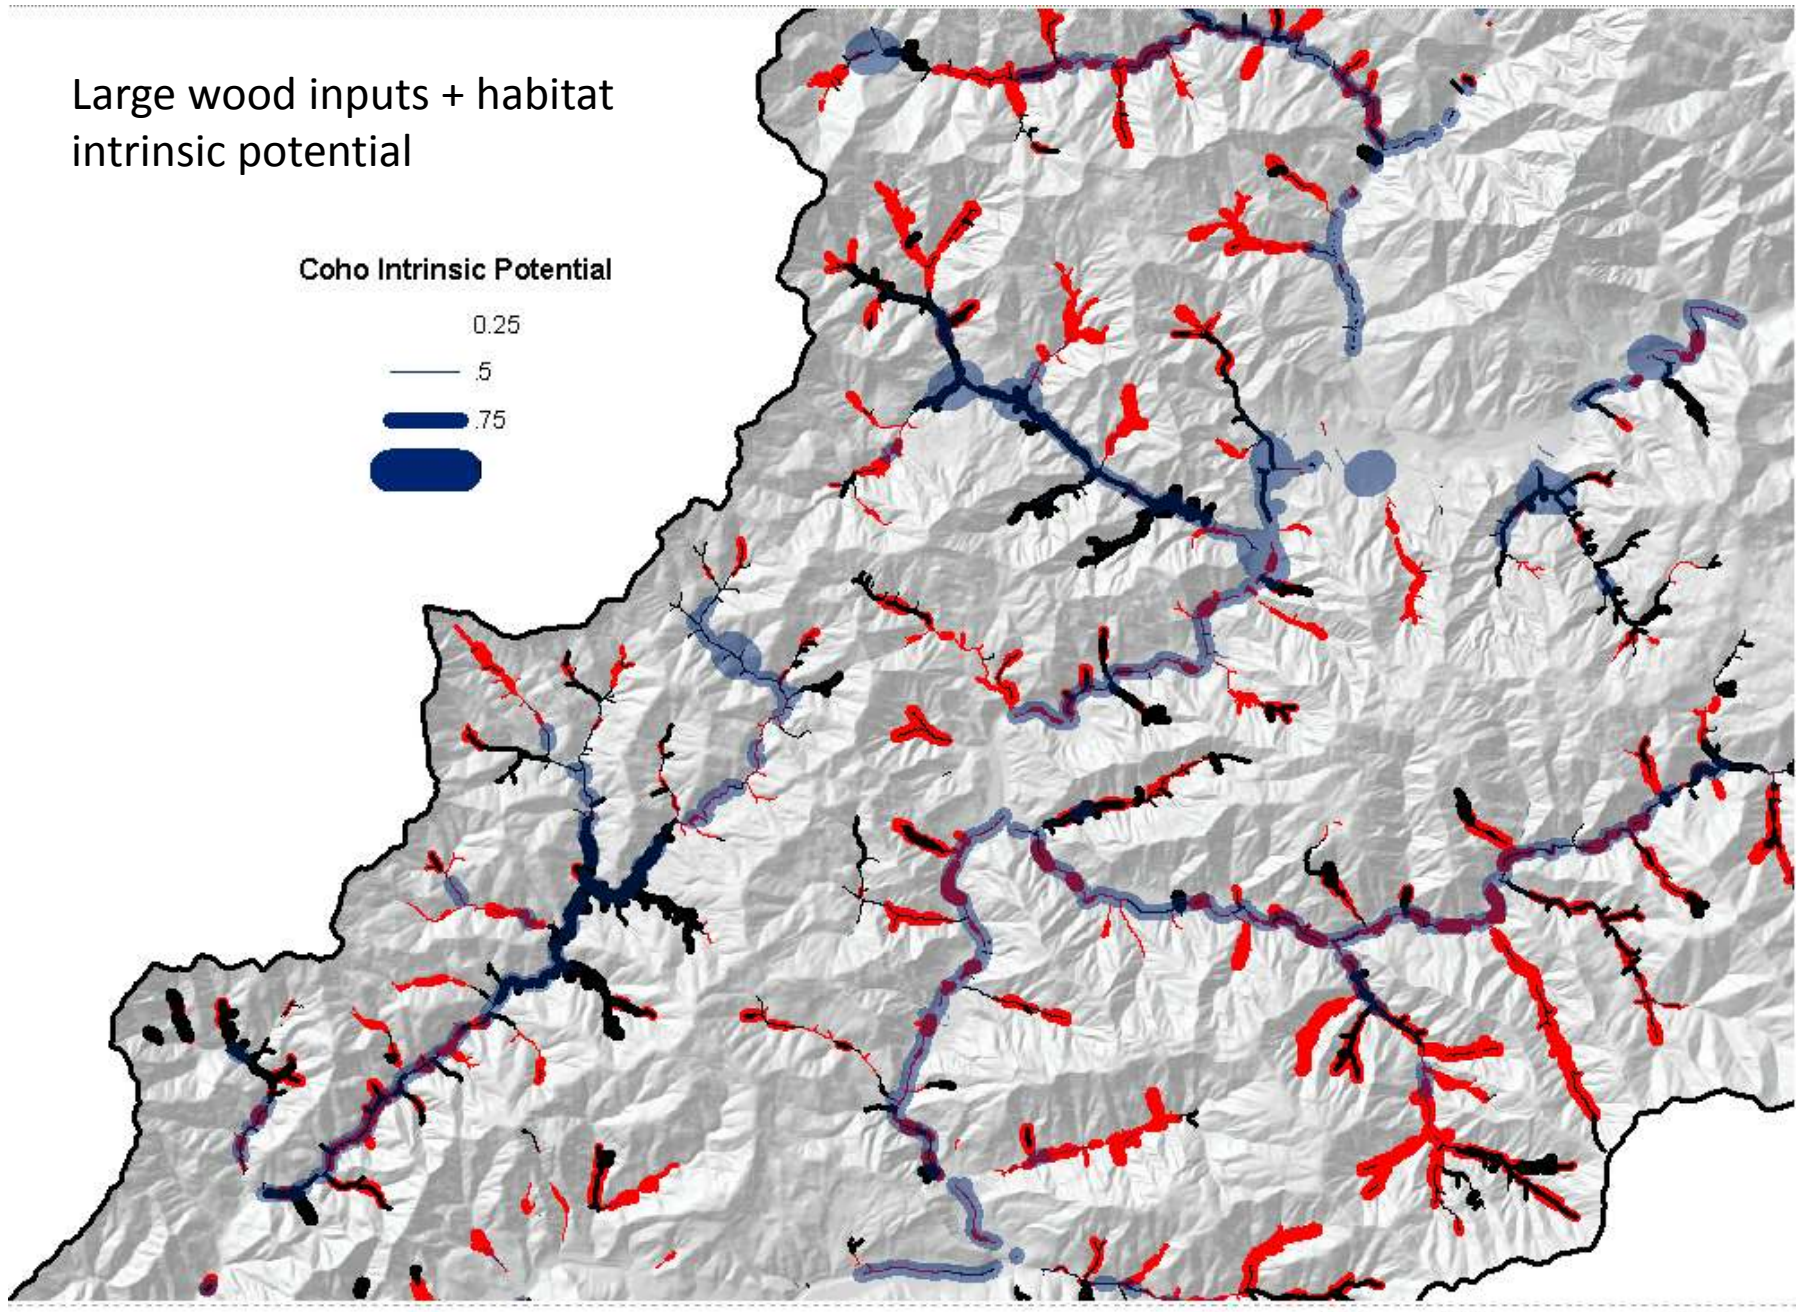 Large wood inputs + habitat
intrinsic potential
Coho Intrinsic Potential
0.25
.5
.75